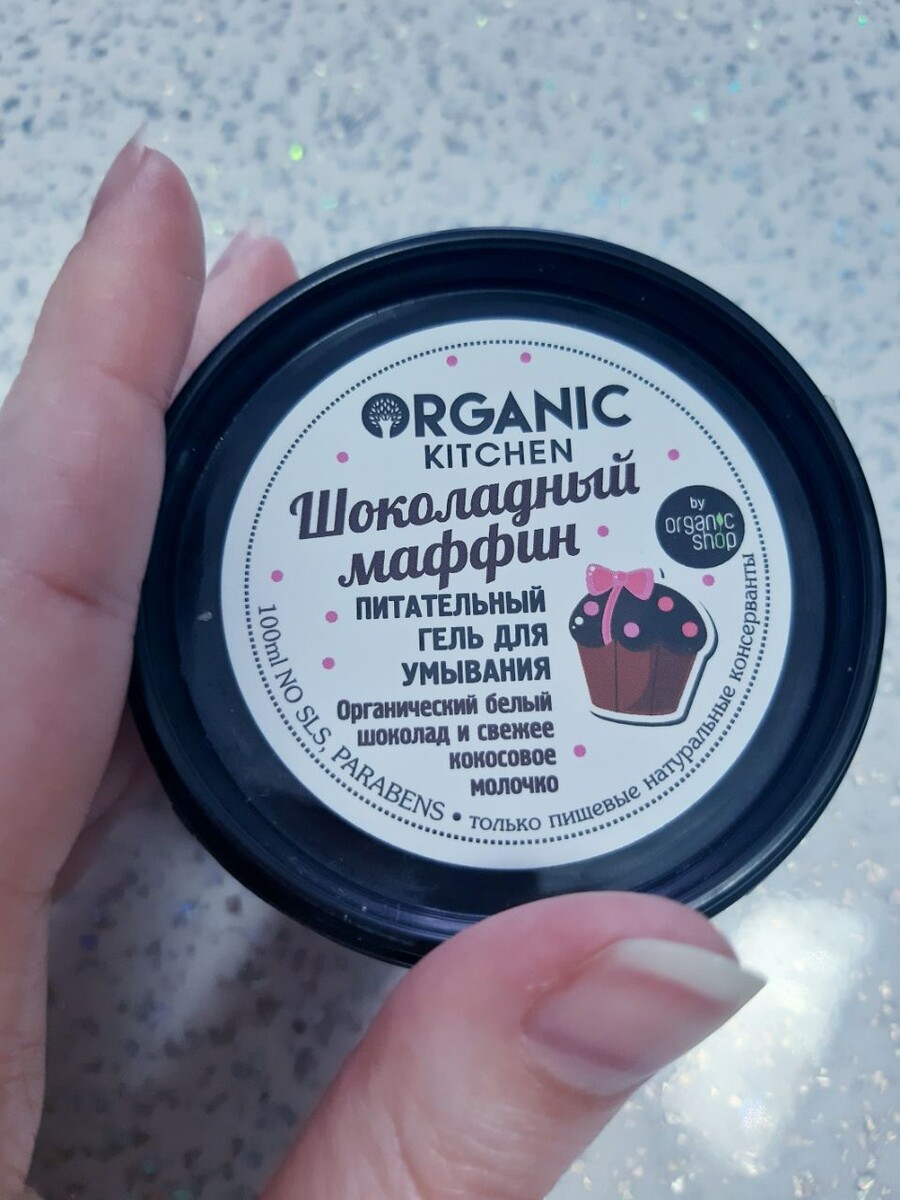 ORGANIC
KITCHEN
Шоколадный
маффин
by
organic
shop
ПИТАТЕЛЬНЫЙ
ГЕЛЬ ДЛЯ
УМЫВАНИЯ
Органический белый
шоколад и свежее
кокосовое
молочко
100ml NO SLS, PARABENS • только пищевые натуральные консерванты